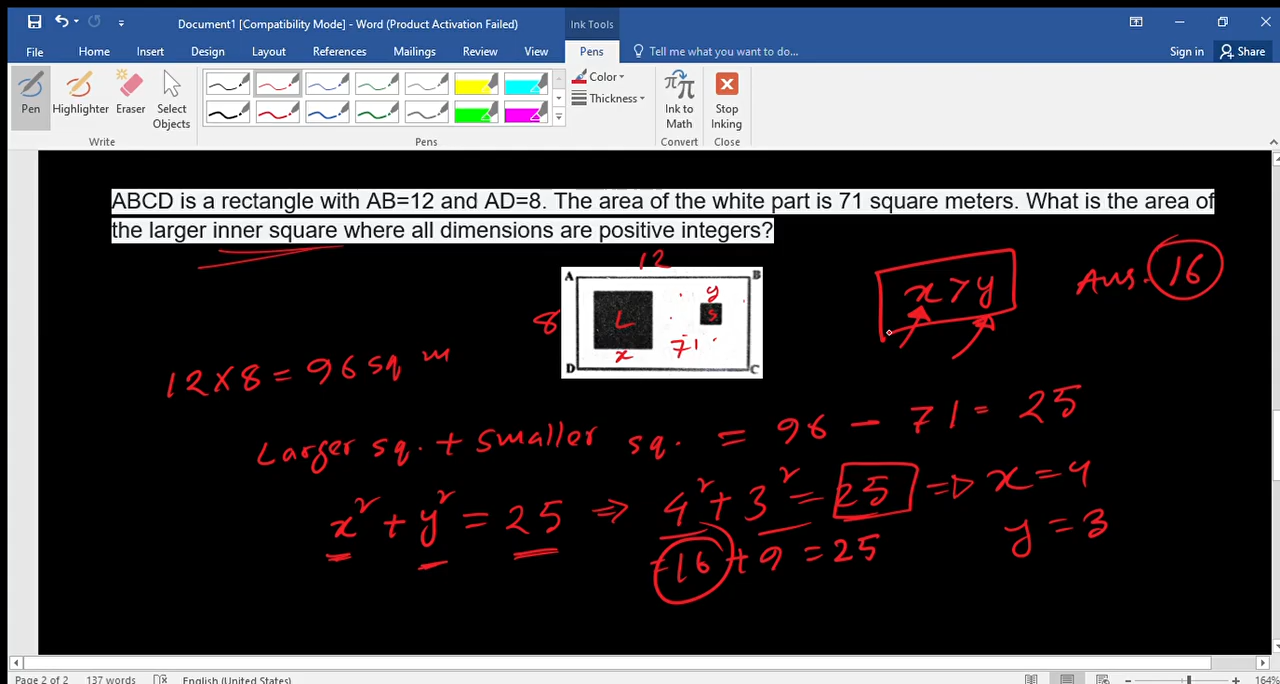 Document1 [Compatibility Mode] - Word (Product Activation Failed)
Ink Tools
File Home Insert Design Layout References Mailings Review View Pens Tell me what you want to do... Sign in Share
Pen Highlighter Eraser Select Objects
Color
Thickness
Ink to Math
Stop Inking
Write Pens Convert Close
ABCD is a rectangle with AB=12 and AD=8. The area of the white part is 71 square meters. What is the area of
the larger inner square where all dimensions are positive integers?
12
A B
8 L y S
x 71
D C
x > y
Ans. 16
12 × 8 = 96 sq m
Larger sq. + smaller sq. = 96 - 71 = 25
x² + y² = 25 ⇒ 4² + 3² = 25 ⇒ x = 4
y = 3
= 16 + 9 = 25
Page 2 of 2 137 words English (United States) 164%